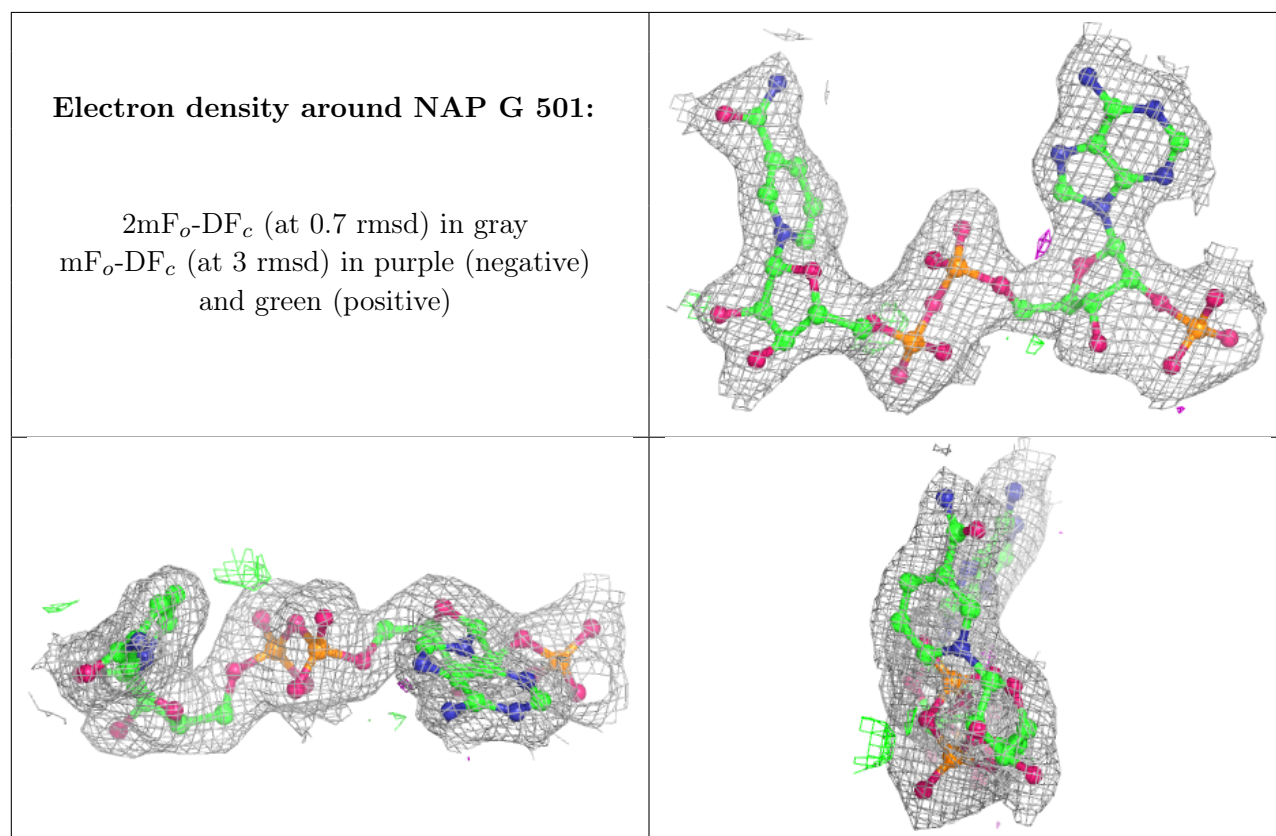 Electron density around NAP G 501:
2mFo-DFc (at 0.7 rmsd) in gray
mFo-DFc (at 3 rmsd) in purple (negative)
and green (positive)